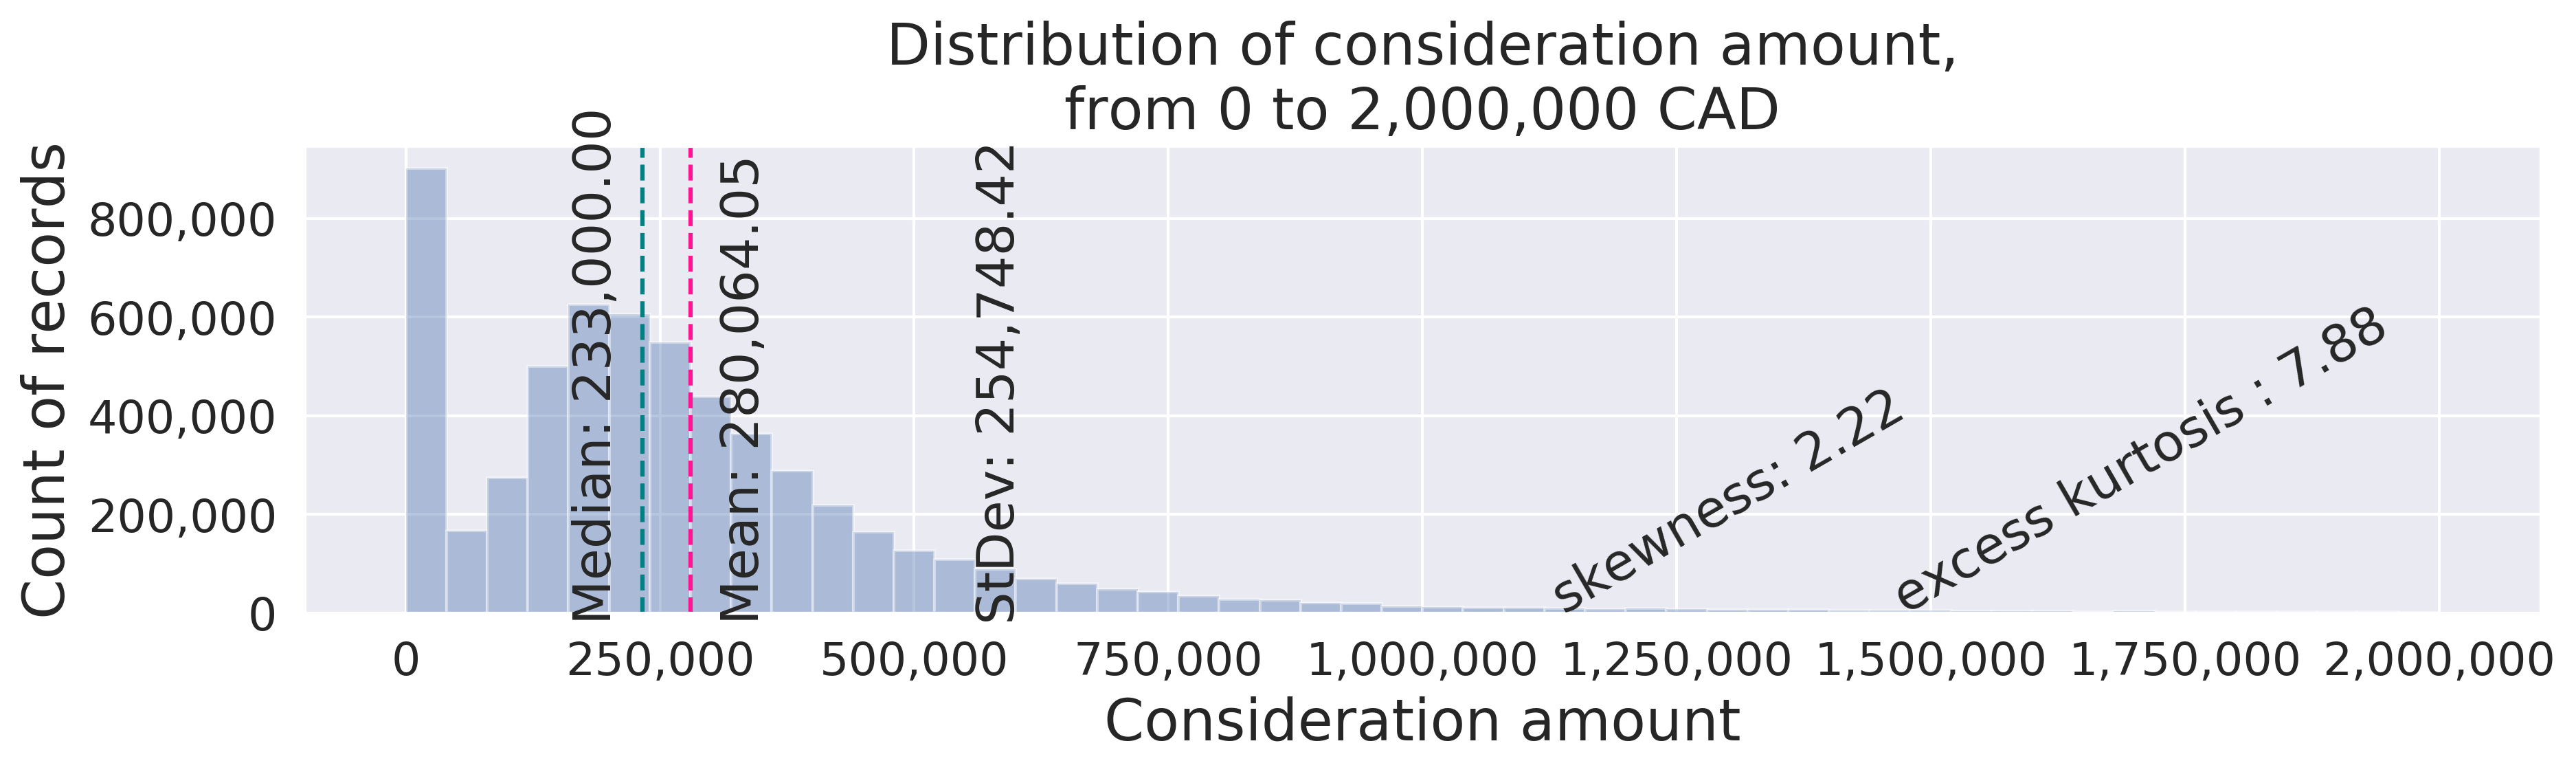 Distribution of consideration amount,
from 0 to 2,000,000 CAD
Count of records
800,000
600,000
400,000
200,000
0
Median: 233,000.00
Mean: 280,064.05
StDev: 254,748.42
skewness: 2.22
excess kurtosis : 7.88
0
250,000
500,000
750,000
1,000,000
1,250,000
1,500,000
1,750,000
2,000,000
Consideration amount